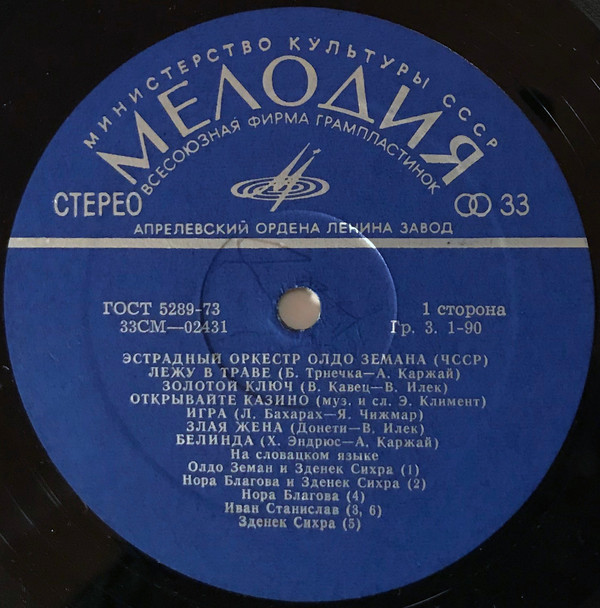 МИНИСТЕРСТВО КУЛЬТУРЫ СССР
МЕЛОДИЯ
ВСЕСОЮЗНАЯ ФИРМА ГРАМПЛАСТИНОК
СТЕРЕО
33
АПРЕЛЕВСКИЙ ОРДЕНА ЛЕНИНА ЗАВОД
ГОСТ 5289-73
1 сторона
33СМ—02431
Гр. 3. 1-90
ЭСТРАДНЫЙ ОРКЕСТР ОЛДО ЗЕМАНА (ЧССР)
ЛЕЖУ В ТРАВЕ (Б. Трнечка—А. Каржай)
ЗОЛОТОЙ КЛЮЧ (В. Кавец—В. Илек)
ОТКРЫВАЙТЕ КАЗИНО (муз. и сл. Э. Климент)
ИГРА (Л. Бахарах—Я. Чижмар)
ЗЛАЯ ЖЕНА (Донети—В. Илек)
БЕЛИНДА (Х. Эндрюс—А. Каржай)
На словацком языке
Олдо Земан и Зденек Сихра (1)
Нора Благова и Зденек Сихра (2)
Нора Благова (4)
Иван Станислав (3, 6)
Зденек Сихра (5)